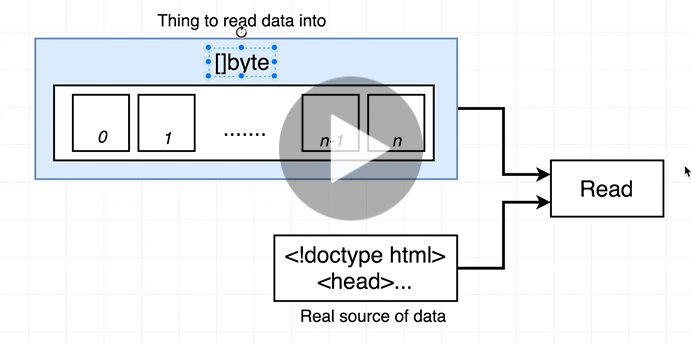 Thing to read data into
[]byte
0
1
.......
n-1
n
Read
<!doctype html>
<head>...
Real source of data